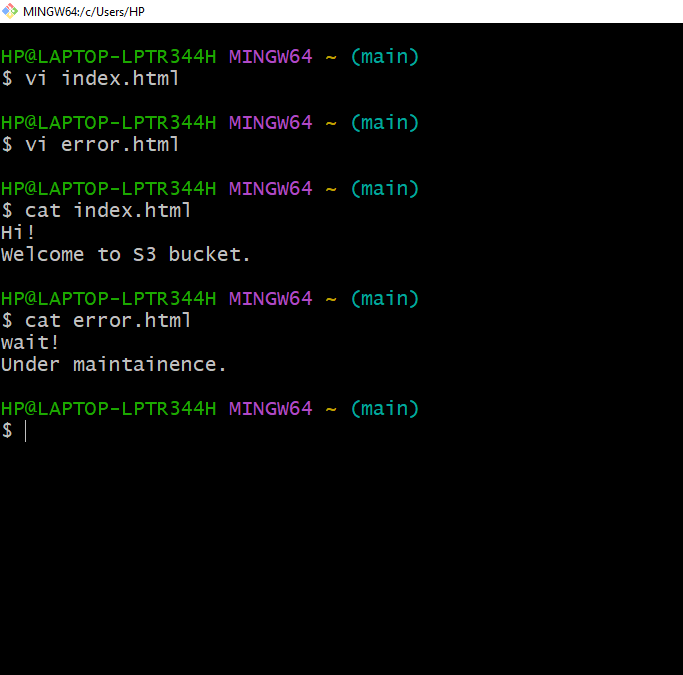 MINGW64:/c/Users/HP
HP@LAPTOP-LPTR344H MINGW64 ~ (main)
$ vi index.html
HP@LAPTOP-LPTR344H MINGW64 ~ (main)
$ vi error.html
HP@LAPTOP-LPTR344H MINGW64 ~ (main)
$ cat index.html
Hi!
Welcome to S3 bucket.
HP@LAPTOP-LPTR344H MINGW64 ~ (main)
$ cat error.html
wait!
Under maintainence.
HP@LAPTOP-LPTR344H MINGW64 ~ (main)
$